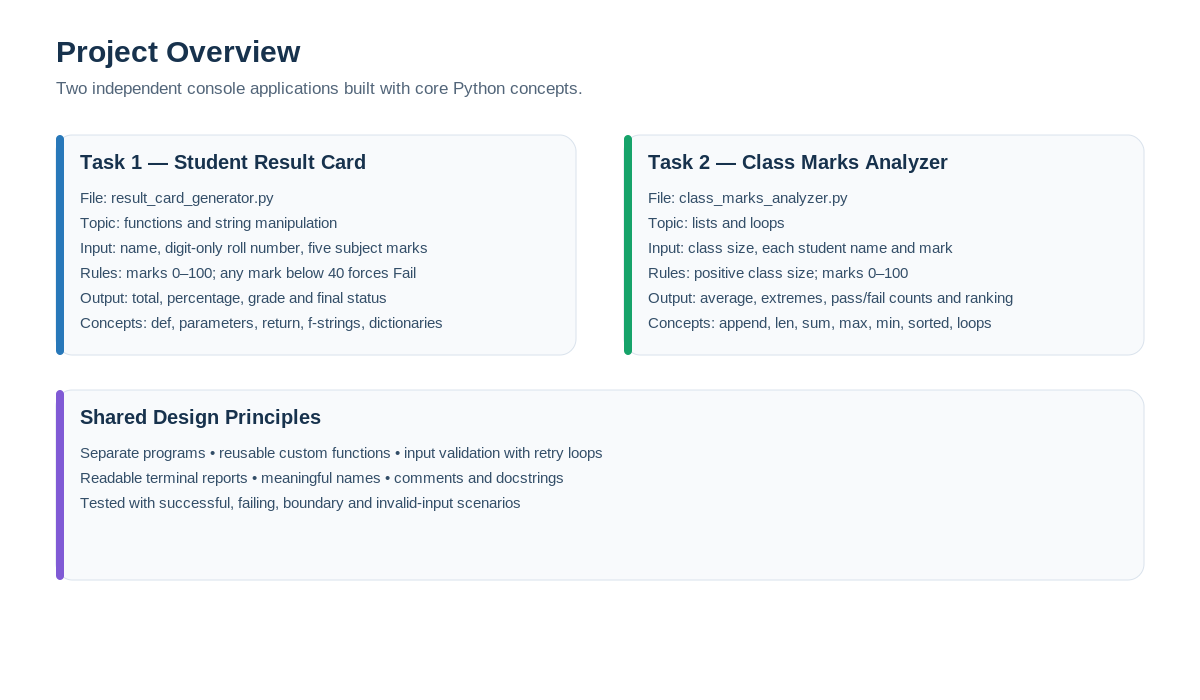 Project Overview
Two independent console applications built with core Python concepts.
Task 1 — Student Result Card
File: result_card_generator.py
Topic: functions and string manipulation
Input: name, digit-only roll number, five subject marks
Rules: marks 0–100; any mark below 40 forces Fail
Output: total, percentage, grade and final status
Concepts: def, parameters, return, f-strings, dictionaries
Task 2 — Class Marks Analyzer
File: class_marks_analyzer.py
Topic: lists and loops
Input: class size, each student name and mark
Rules: positive class size; marks 0–100
Output: average, extremes, pass/fail counts and ranking
Concepts: append, len, sum, max, min, sorted, loops
Shared Design Principles
Separate programs • reusable custom functions • input validation with retry loops
Readable terminal reports • meaningful names • comments and docstrings
Tested with successful, failing, boundary and invalid-input scenarios